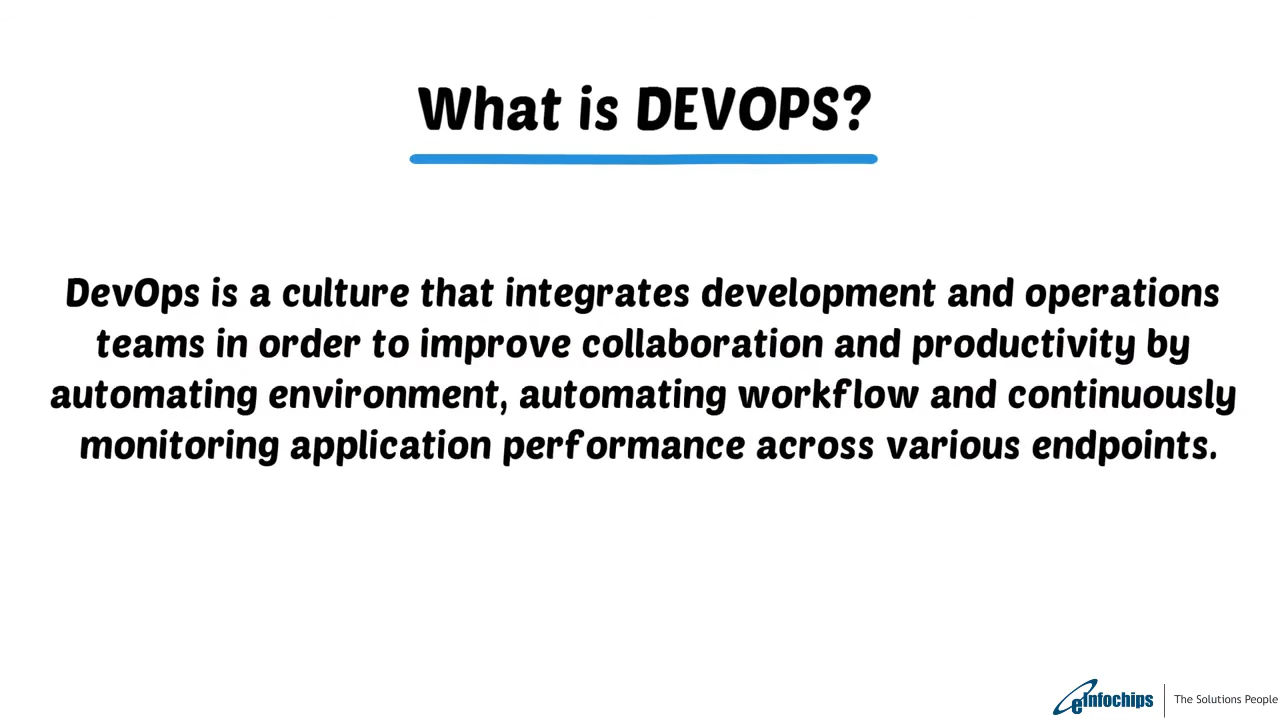 What is DEVOPS?
DevOps is a culture that integrates development and operations
teams in order to improve collaboration and productivity by
automating environment, automating workflow and continuously
monitoring application performance across various endpoints.
eInfochips | The Solutions People